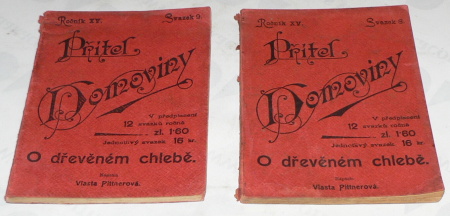 Ročník XV. Svazek 5.
Přítel
Domoviny
V předplacení
12 svazků ročně
zl. 1·60
Jednotlivý svazek 16 kr.
O dřevěném chlebě.
Napsala
Vlasta Pittnerová.
Ročník XV. Svazek
Přítel
Domoviny
V předplacení
12 svazků ročně
zl. 1·60
Jednotlivý svazek 16 kr.
O dřevěném chlebě.
Napsala
Vlasta Pittnerová.